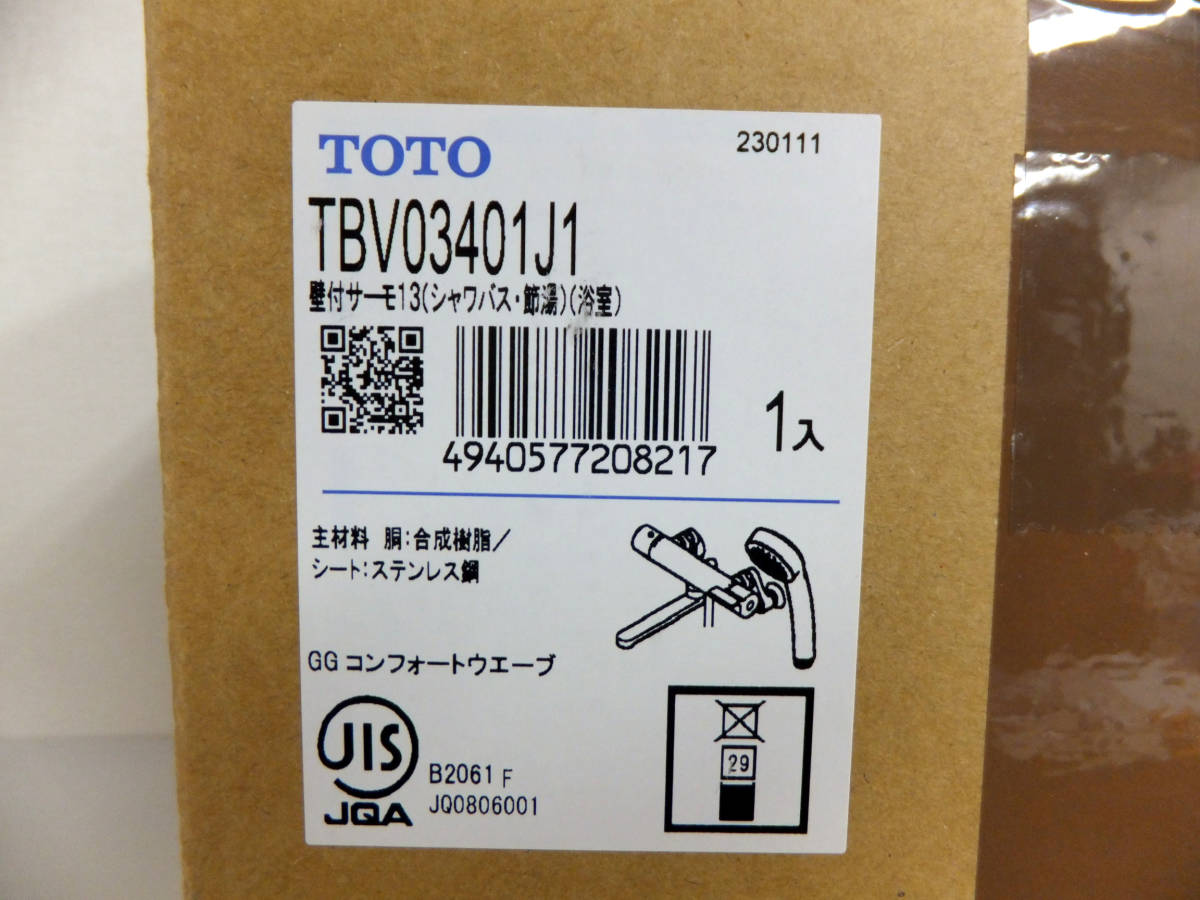 TOTO
230111
TBV03401J1
壁付サーモ13(シャワバス・節湯)(浴室)
4940577208217
1入
主材料 胴:合成樹脂/
シート:ステンレス鋼
GG コンフォートウエーブ
JIS
JQA
B2061 F
JQ0806001
29